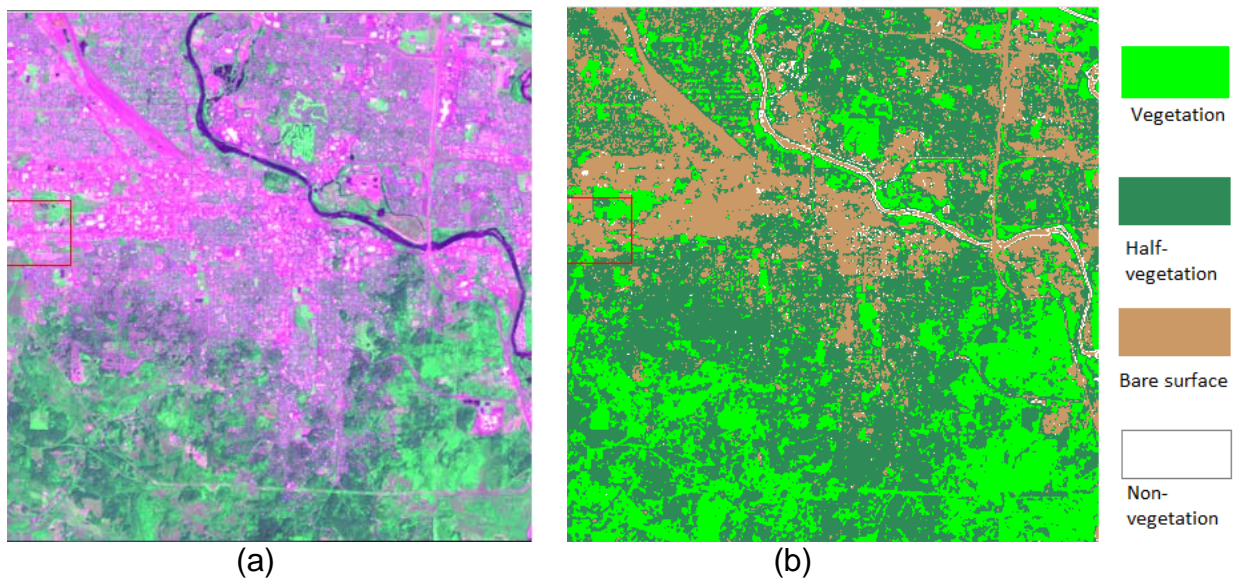 Vegetation
Half-
vegetation
Bare surface
Non-
vegetation
(a)
(b)